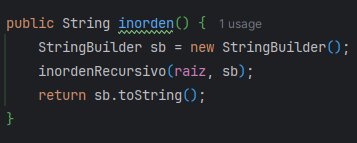 public String inorden() {  1 usage
    StringBuilder sb = new StringBuilder();
    inordenRecursivo(raiz, sb);
    return sb.toString();
}